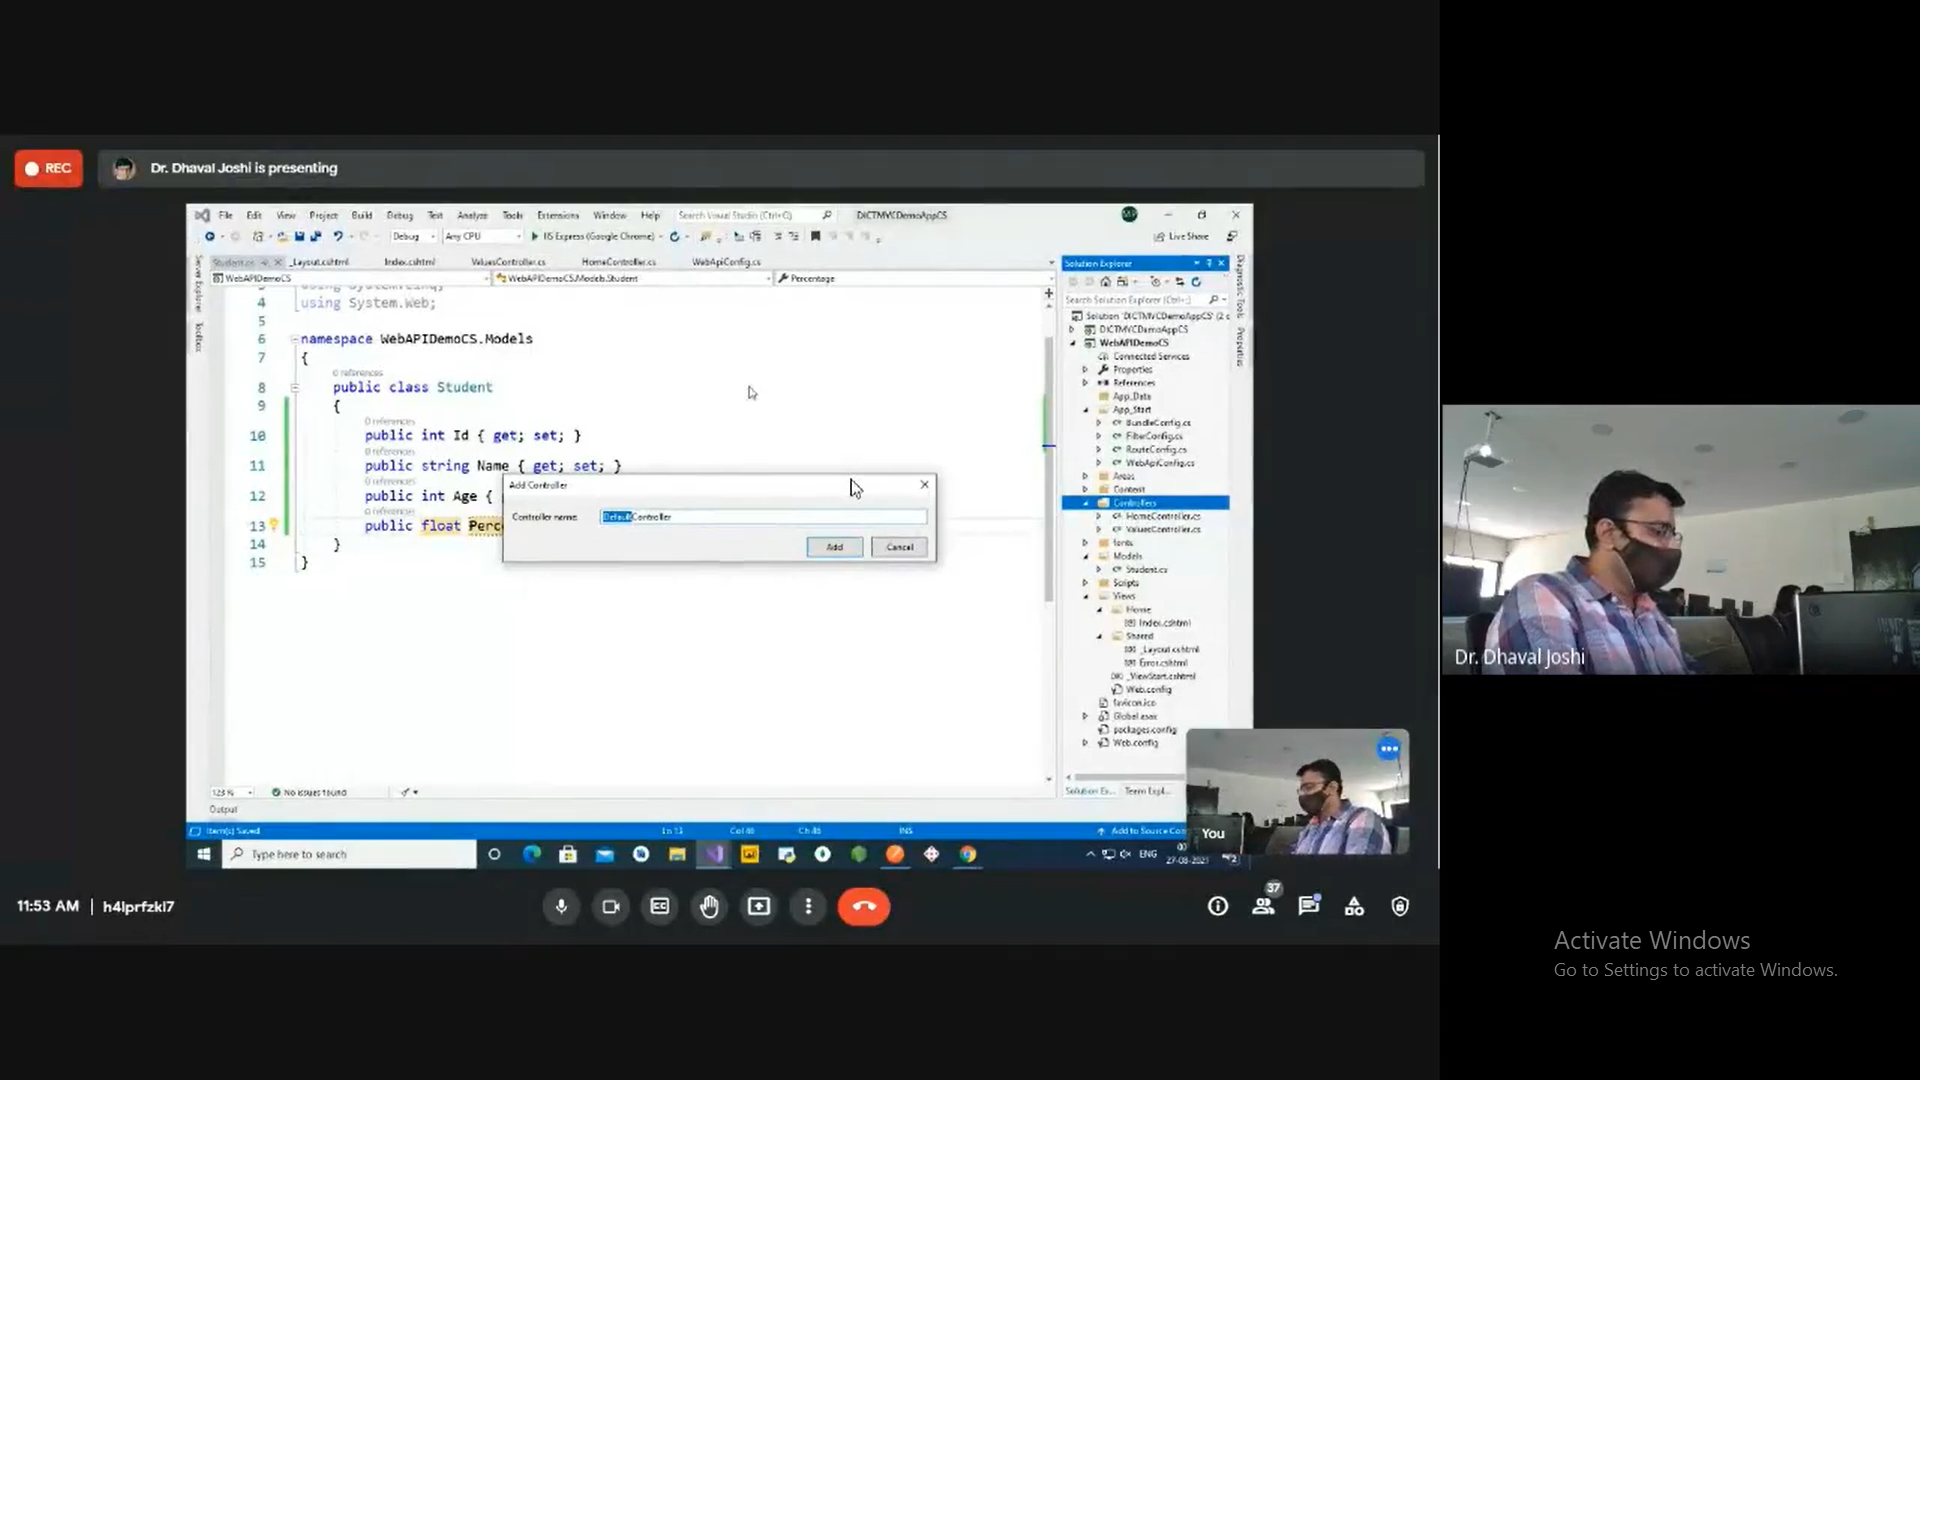 REC
Dr. Dhaval Joshi is presenting
File Edit View Project Build Debug Test Analyze Tools Extensions Window Help Search Visual Studio (Ctrl+Q) DICTMVCDemoAppCS
Debug Any CPU IIS Express (Google Chrome) Live Share
Student.cs _Layout.cshtml Index.cshtml ValuesController.cs HomeController.cs WebApiConfig.cs
WebAPIDemoCS WebAPIDemoCS.Models.Student Percentage
Server Explorer
Toolbox
using System.Linq;
4 using System.Web;
5
6 namespace WebAPIDemoCS.Models
7 {
0 references
8 public class Student
9 {
0 references
10 public int Id { get; set; }
0 references
11 public string Name { get; set; }
0 references
12 public int Age {
0 references
13 public float Perc
14 }
15 }
Add Controller
Controller name: DefaultController
Add Cancel
Solution Explorer
Search Solution Explorer (Ctrl+;)
Solution 'DICTMVCDemoAppCS' (2
DICTMVCDemoAppCS
WebAPIDemoCS
Connected Services
Properties
References
App_Data
App_Start
BundleConfig.cs
FilterConfig.cs
RouteConfig.cs
WebApiConfig.cs
Areas
Content
Controllers
HomeController.cs
ValuesController.cs
fonts
Models
Student.cs
Scripts
Views
Home
Index.cshtml
Shared
_Layout.cshtml
Error.cshtml
_ViewStart.cshtml
Web.config
favicon.ico
Global.asax
packages.config
Web.config
Solution Ex... Team Expl...
Diagnostic Tools
Properties
123 % No issues found
Output
Item(s) Saved Ln 13 INS Add to Source Con
Type here to search
ENG
27-08-2021
You
11:53 AM | h4lprfzkl7
CC
37
Dr. Dhaval Joshi
Activate Windows
Go to Settings to activate Windows.